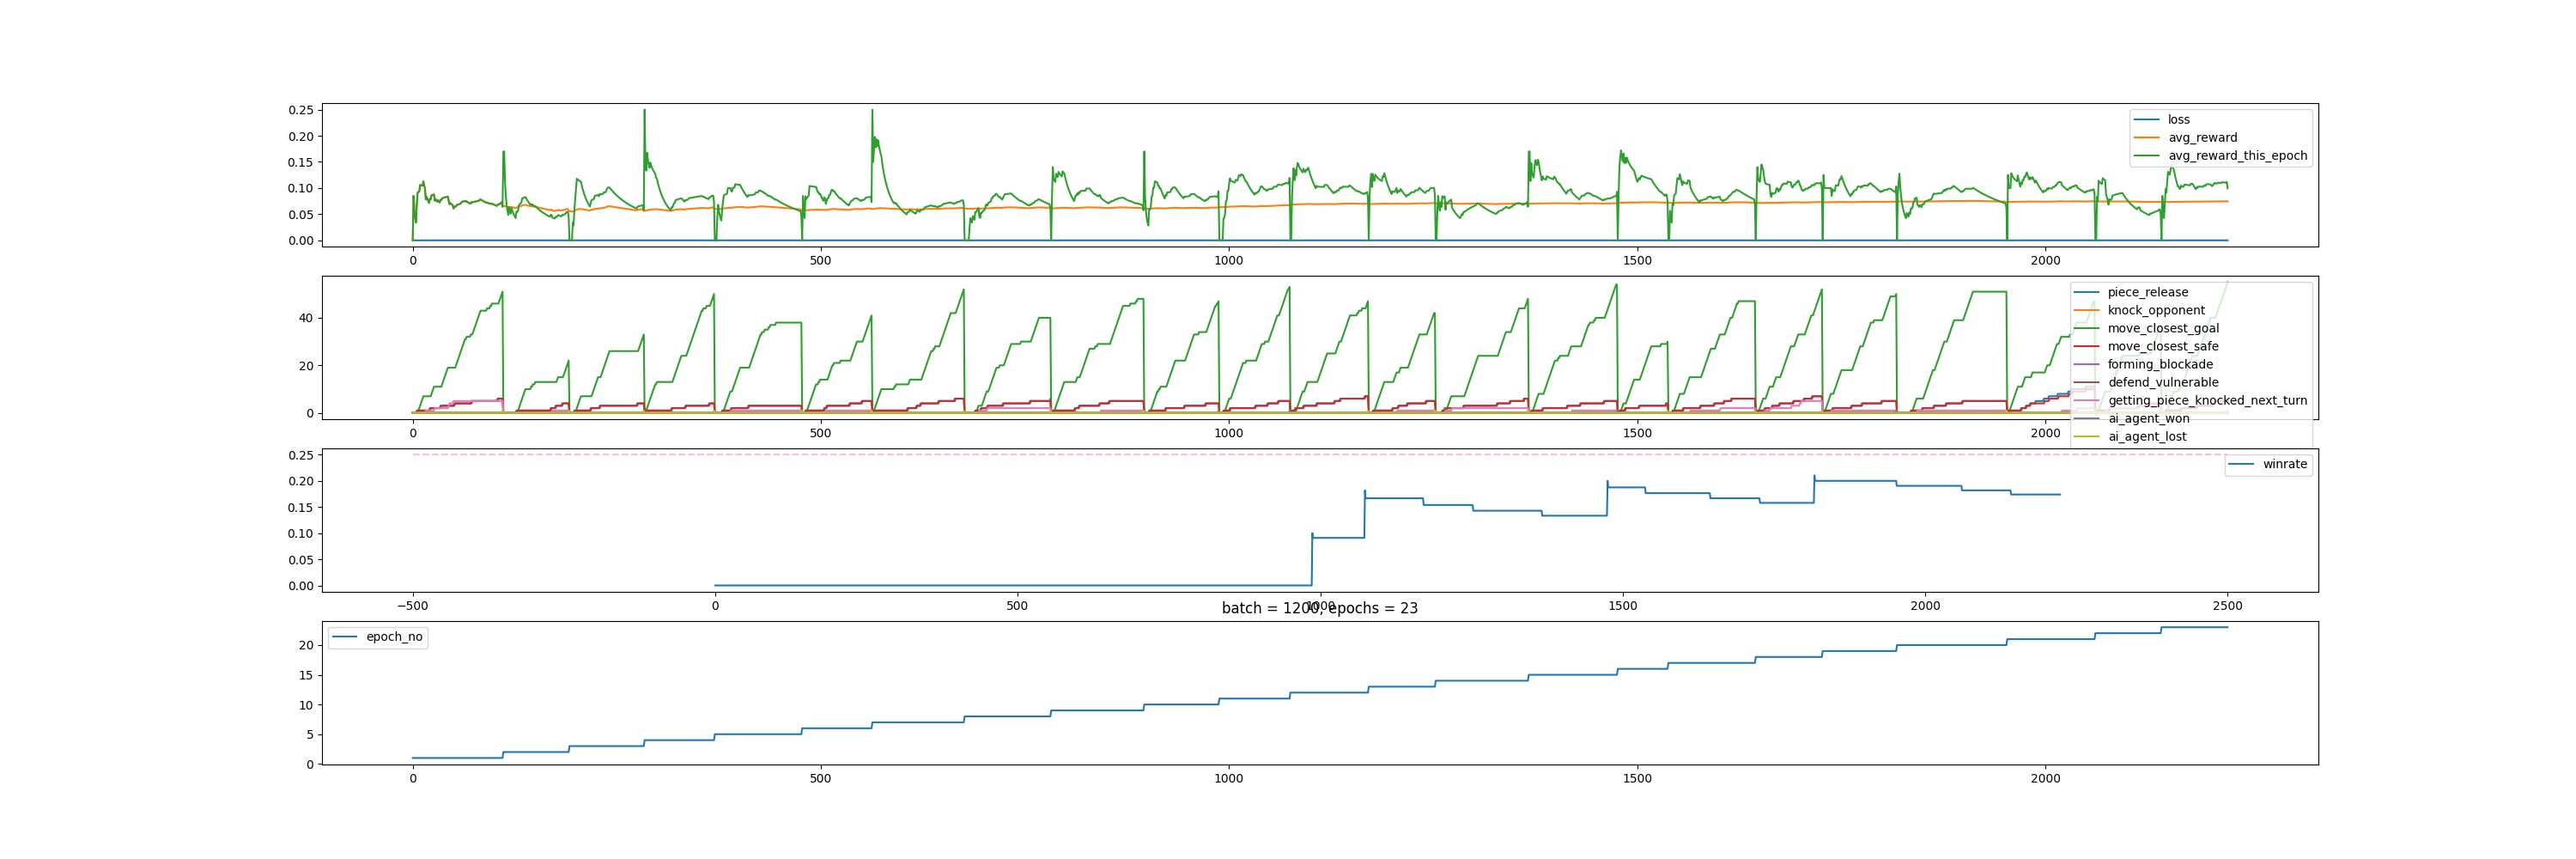 0.25
0.20
0.15
0.10
0.05
0.00
loss
avg_reward
avg_reward_this_epoch
0 500 1000 1500 2000
40
20
0
piece_release
knock_opponent
move_closest_goal
move_closest_safe
forming_blockade
defend_vulnerable
getting_piece_knocked_next_turn
ai_agent_won
ai_agent_lost
0 500 1000 1500 2000
0.25
0.20
0.15
0.10
0.05
0.00
winrate
−500 0 500 1000 1500 2000 2500
batch = 1200, epochs = 23
epoch_no
20
15
10
5
0
0 500 1000 1500 2000